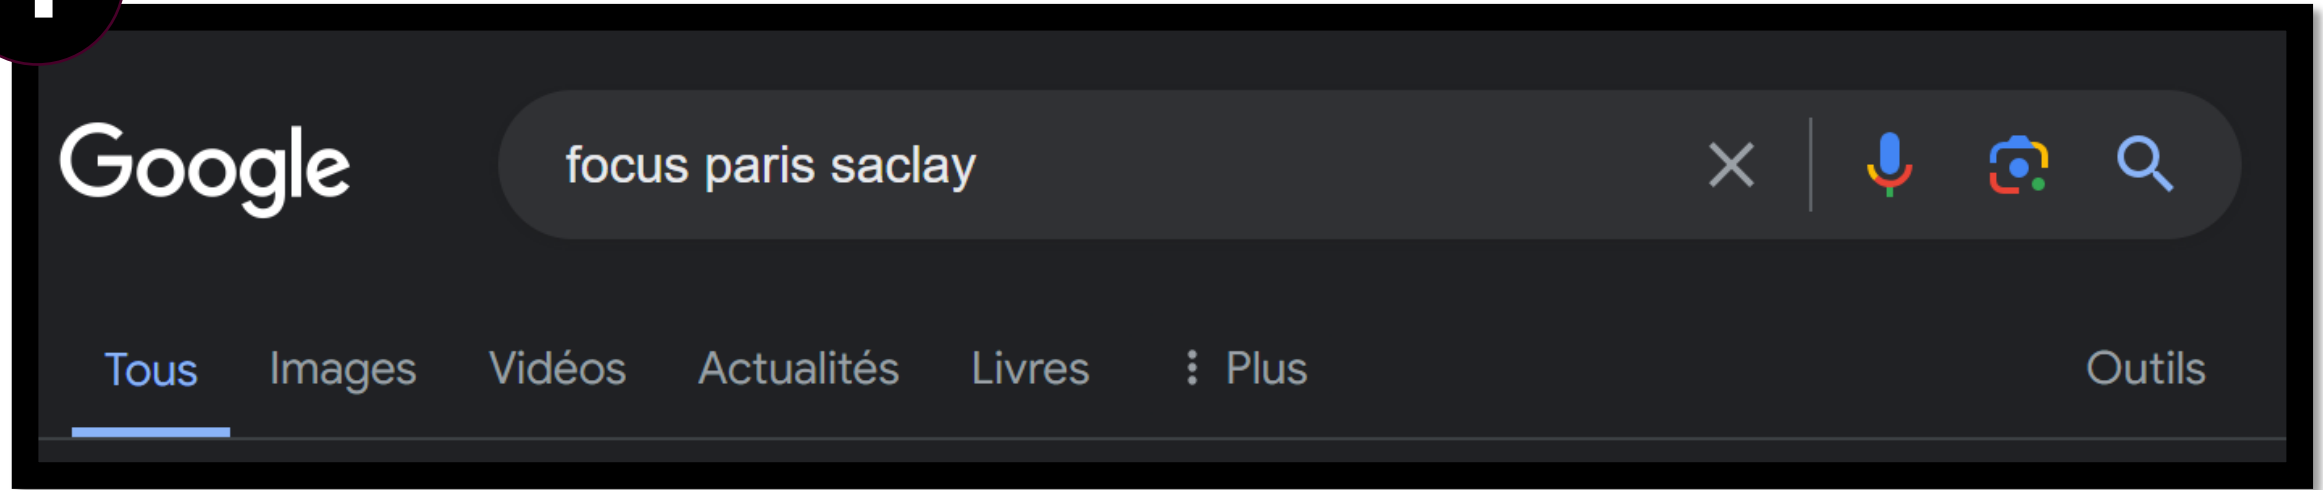 Google
focus paris saclay
Tous Images Vidéos Actualités Livres Plus Outils